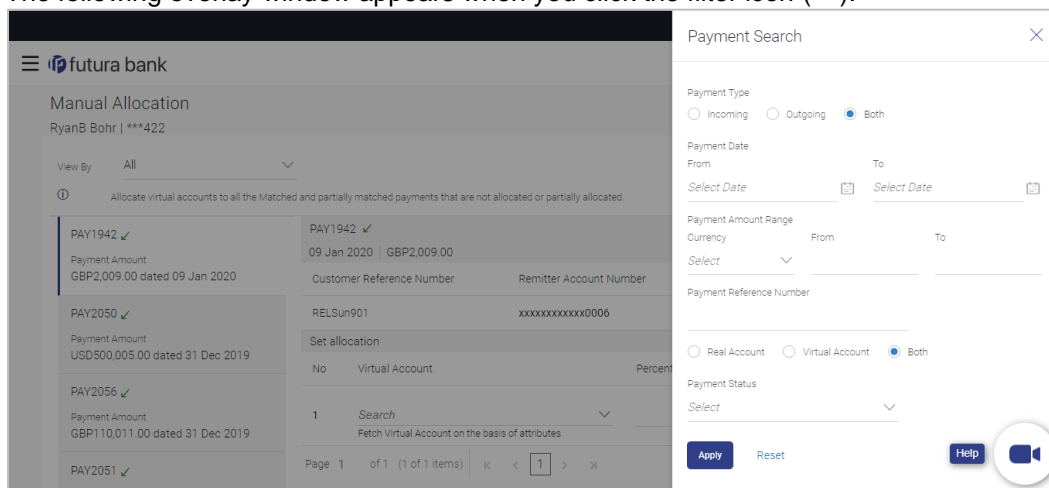 The following overlay window appears when you click the filter icon ( ):
futura bank
Manual Allocation
RyanB Bohr | ***422
View By All
Allocate virtual accounts to all the Matched and partially matched payments that are not allocated or partially allocated.
PAY1942
Payment Amount
GBP2,009.00 dated 09 Jan 2020
PAY2050
Payment Amount
USD500,005.00 dated 31 Dec 2019
PAY2056
Payment Amount
GBP110,011.00 dated 31 Dec 2019
PAY2051
PAY1942
09 Jan 2020 | GBP2,009.00
Customer Reference Number Remitter Account Number
RELSun901 xxxxxxxxxxxx0006
Set allocation
No Virtual Account Percent
1 Search
Fetch Virtual Account on the basis of attributes
Page 1 of 1 (1 of 1 items) 1
Payment Search
Payment Type
Incoming Outgoing Both
Payment Date
From To
Select Date Select Date
Payment Amount Range
Currency From To
Select
Payment Reference Number
Real Account Virtual Account Both
Payment Status
Select
Apply Reset
Help